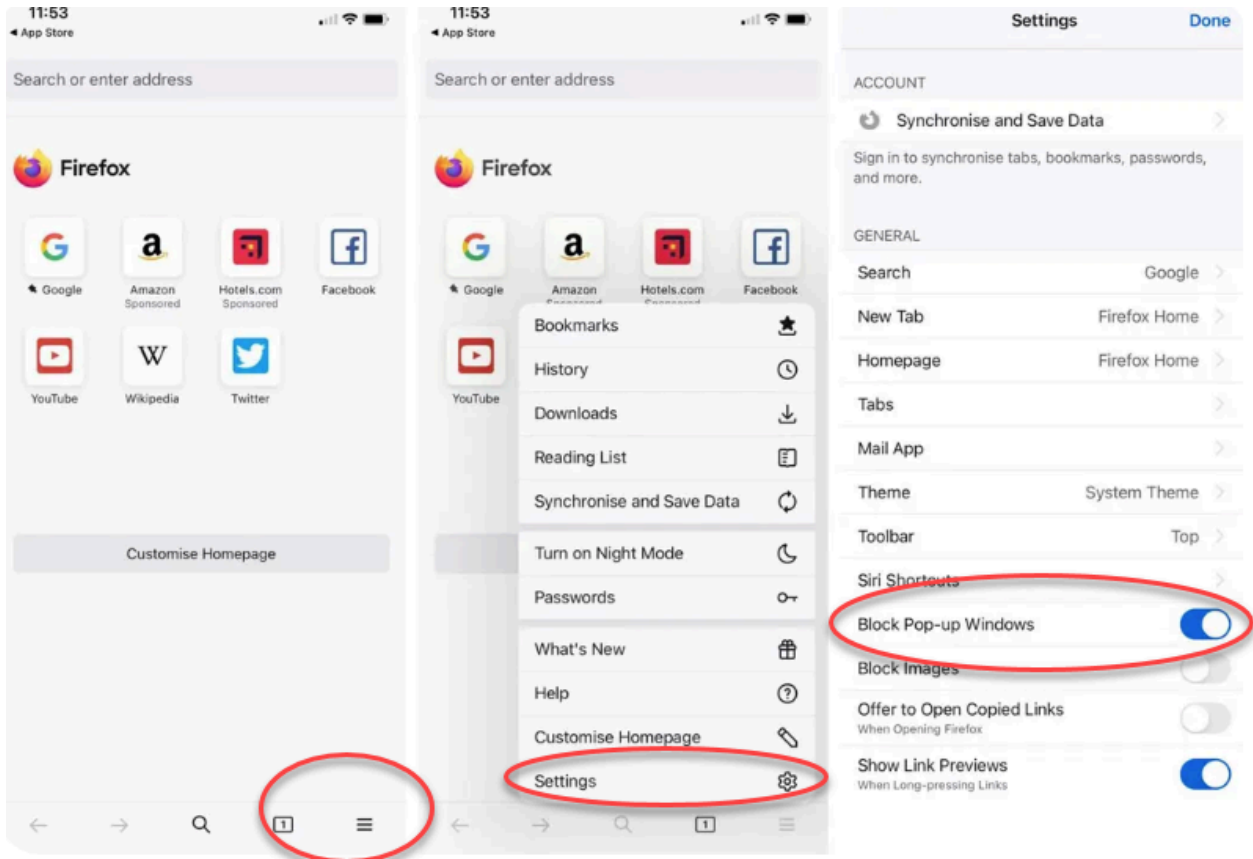 11:53
◀ App Store
Search or enter address
Firefox
G
a
f
Google
Amazon
Sponsored
Hotels.com
Sponsored
Facebook
W
YouTube
Wikipedia
Twitter
Customise Homepage
1
11:53
◀ App Store
Search or enter address
Firefox
G
a
f
Google
Amazon
Sponsored
Hotels.com
Sponsored
Facebook
YouTube
Bookmarks
History
Downloads
Reading List
Synchronise and Save Data
Turn on Night Mode
Passwords
What's New
Help
Customise Homepage
Settings
1
Settings
Done
ACCOUNT
Synchronise and Save Data
Sign in to synchronise tabs, bookmarks, passwords,
and more.
GENERAL
Search Google
New Tab Firefox Home
Homepage Firefox Home
Tabs
Mail App
Theme System Theme
Toolbar Top
Siri Shortcuts
Block Pop-up Windows
Block Images
Offer to Open Copied Links
When Opening Firefox
Show Link Previews
When Long-pressing Links